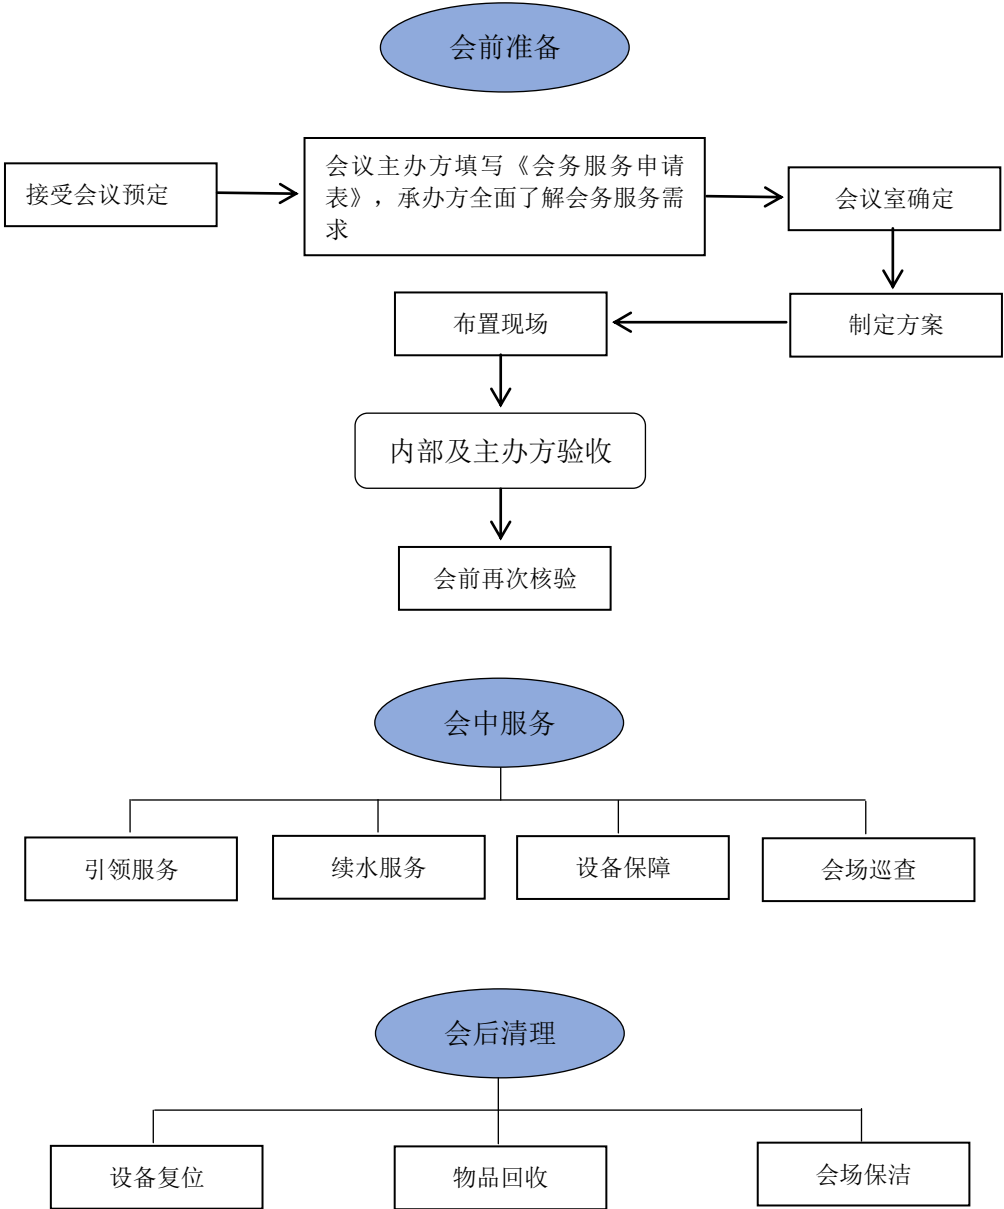 会前准备
接受会议预定
会议主办方填写《会务服务申请
表》，承办方全面了解会务服务需
求
会议室确定
布置现场
制定方案
内部及主办方验收
会前再次核验
会中服务
引领服务
续水服务
设备保障
会场巡查
会后清理
设备复位
物品回收
会场保洁